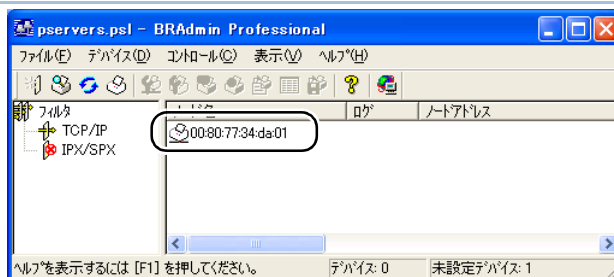 pservers.psl - BRAdmin Professional
ファイル(F) デバイス(D) コントロール(C) 表示(V) ヘルプ(H)
フィルタ
TCP/IP
IPX/SPX
ノード名 ログ ノードアドレス
00:80:77:34:da:01
ヘルプを表示するには [F1] を押してください。 デバイス: 0 未設定デバイス: 1